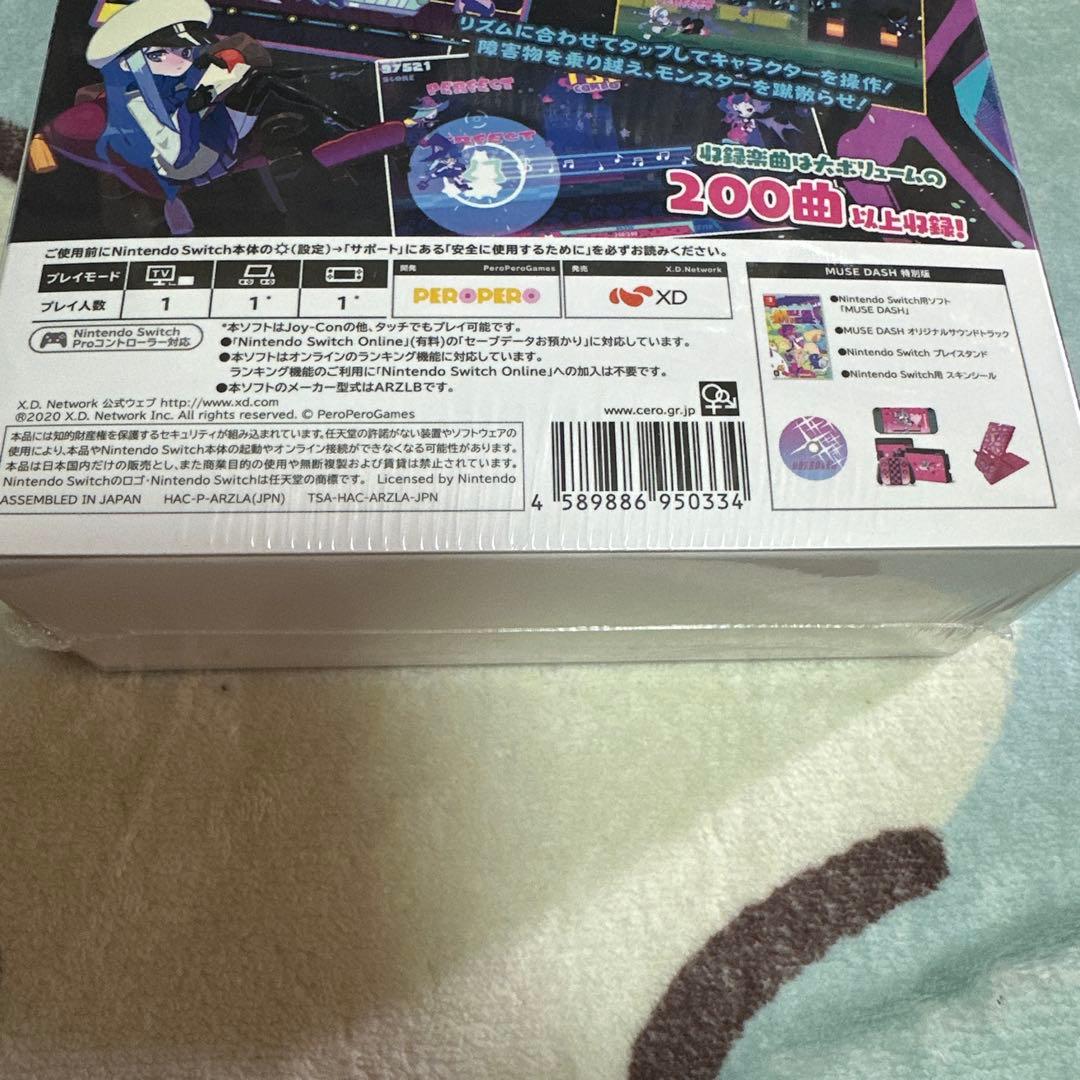 リズムに合わせてタップしてキャラクターを操作!
障害物を乗り越え、モンスターを蹴散らせ!
97521
SCORE
PERFECT
COMBO
収録楽曲は大ボリュームの
200曲 以上収録!
ご使用前にNintendo Switch本体の(設定)→「サポート」にある「安全に使用するために」を必ずお読みください。
プレイモード
TV
プレイ人数
1
1*
1*
開発 PeroPeroGames
PEROPERO
発売 X.D.Network
XD
Nintendo Switch
Proコントローラー対応
*本ソフトはJoy-Conの他、タッチでもプレイ可能です。
●「Nintendo Switch Online」(有料)の「セーブデータお預かり」に対応しています。
●本ソフトはオンラインのランキング機能に対応しています。
ランキング機能のご利用に「Nintendo Switch Online」への加入は不要です。
●本ソフトのメーカー型式はARZLBです。
X.D. Network 公式ウェブ http://www.xd.com
®2020 X.D. Network Inc. All rights reserved. © PeroPeroGames
www.cero.gr.jp
本品には知的財産権を保護するセキュリティが組み込まれています。任天堂の許諾がない装置やソフトウェアの
使用により、本品やNintendo Switch本体の起動やオンライン接続ができなくなる可能性があります。
本品は日本国内だけの販売とし、また商業目的の使用や無断複製および賃貸は禁止されています。
Nintendo Switchのロゴ・Nintendo Switchは任天堂の商標です。 Licensed by Nintendo
ASSEMBLED IN JAPAN HAC-P-ARZLA(JPN) TSA-HAC-ARZLA-JPN
4 589886 950334
MUSE DASH 特別版
●Nintendo Switch用ソフト
「MUSE DASH」
●MUSE DASH オリジナルサウンドトラック
●Nintendo Switch プレイスタンド
●Nintendo Switch用 スキンシール